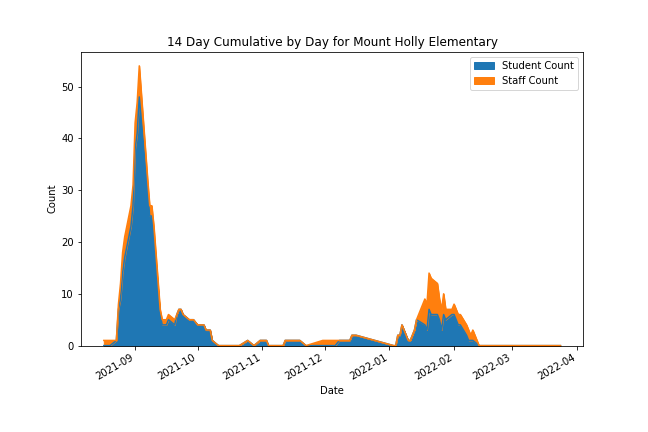 14 Day Cumulative by Day for Mount Holly Elementary
Student Count
Staff Count
50
40
30
20
10
0
Count
2021-09
2021-10
2021-11
2021-12
2022-01
2022-02
2022-03
2022-04
Date